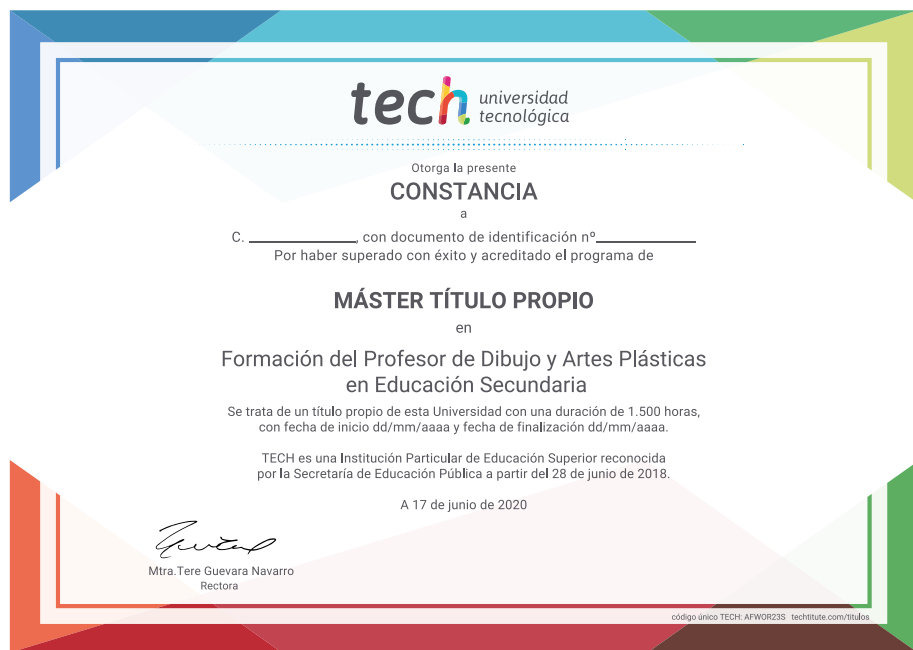 tech universidad
tecnológica
Otorga la presente
CONSTANCIA
a
C. ____________, con documento de identificación nº___________
Por haber superado con éxito y acreditado el programa de
MÁSTER TÍTULO PROPIO
en
Formación del Profesor de Dibujo y Artes Plásticas
en Educación Secundaria
Se trata de un título propio de esta Universidad con una duración de 1.500 horas,
con fecha de inicio dd/mm/aaaa y fecha de finalización dd/mm/aaaa.
TECH es una Institución Particular de Educación Superior reconocida
por la Secretaría de Educación Pública a partir del 28 de junio de 2018.
A 17 de junio de 2020
Mtra.Tere Guevara Navarro
Rectora
código único TECH: AFWOR23S techtitute.com/titulos